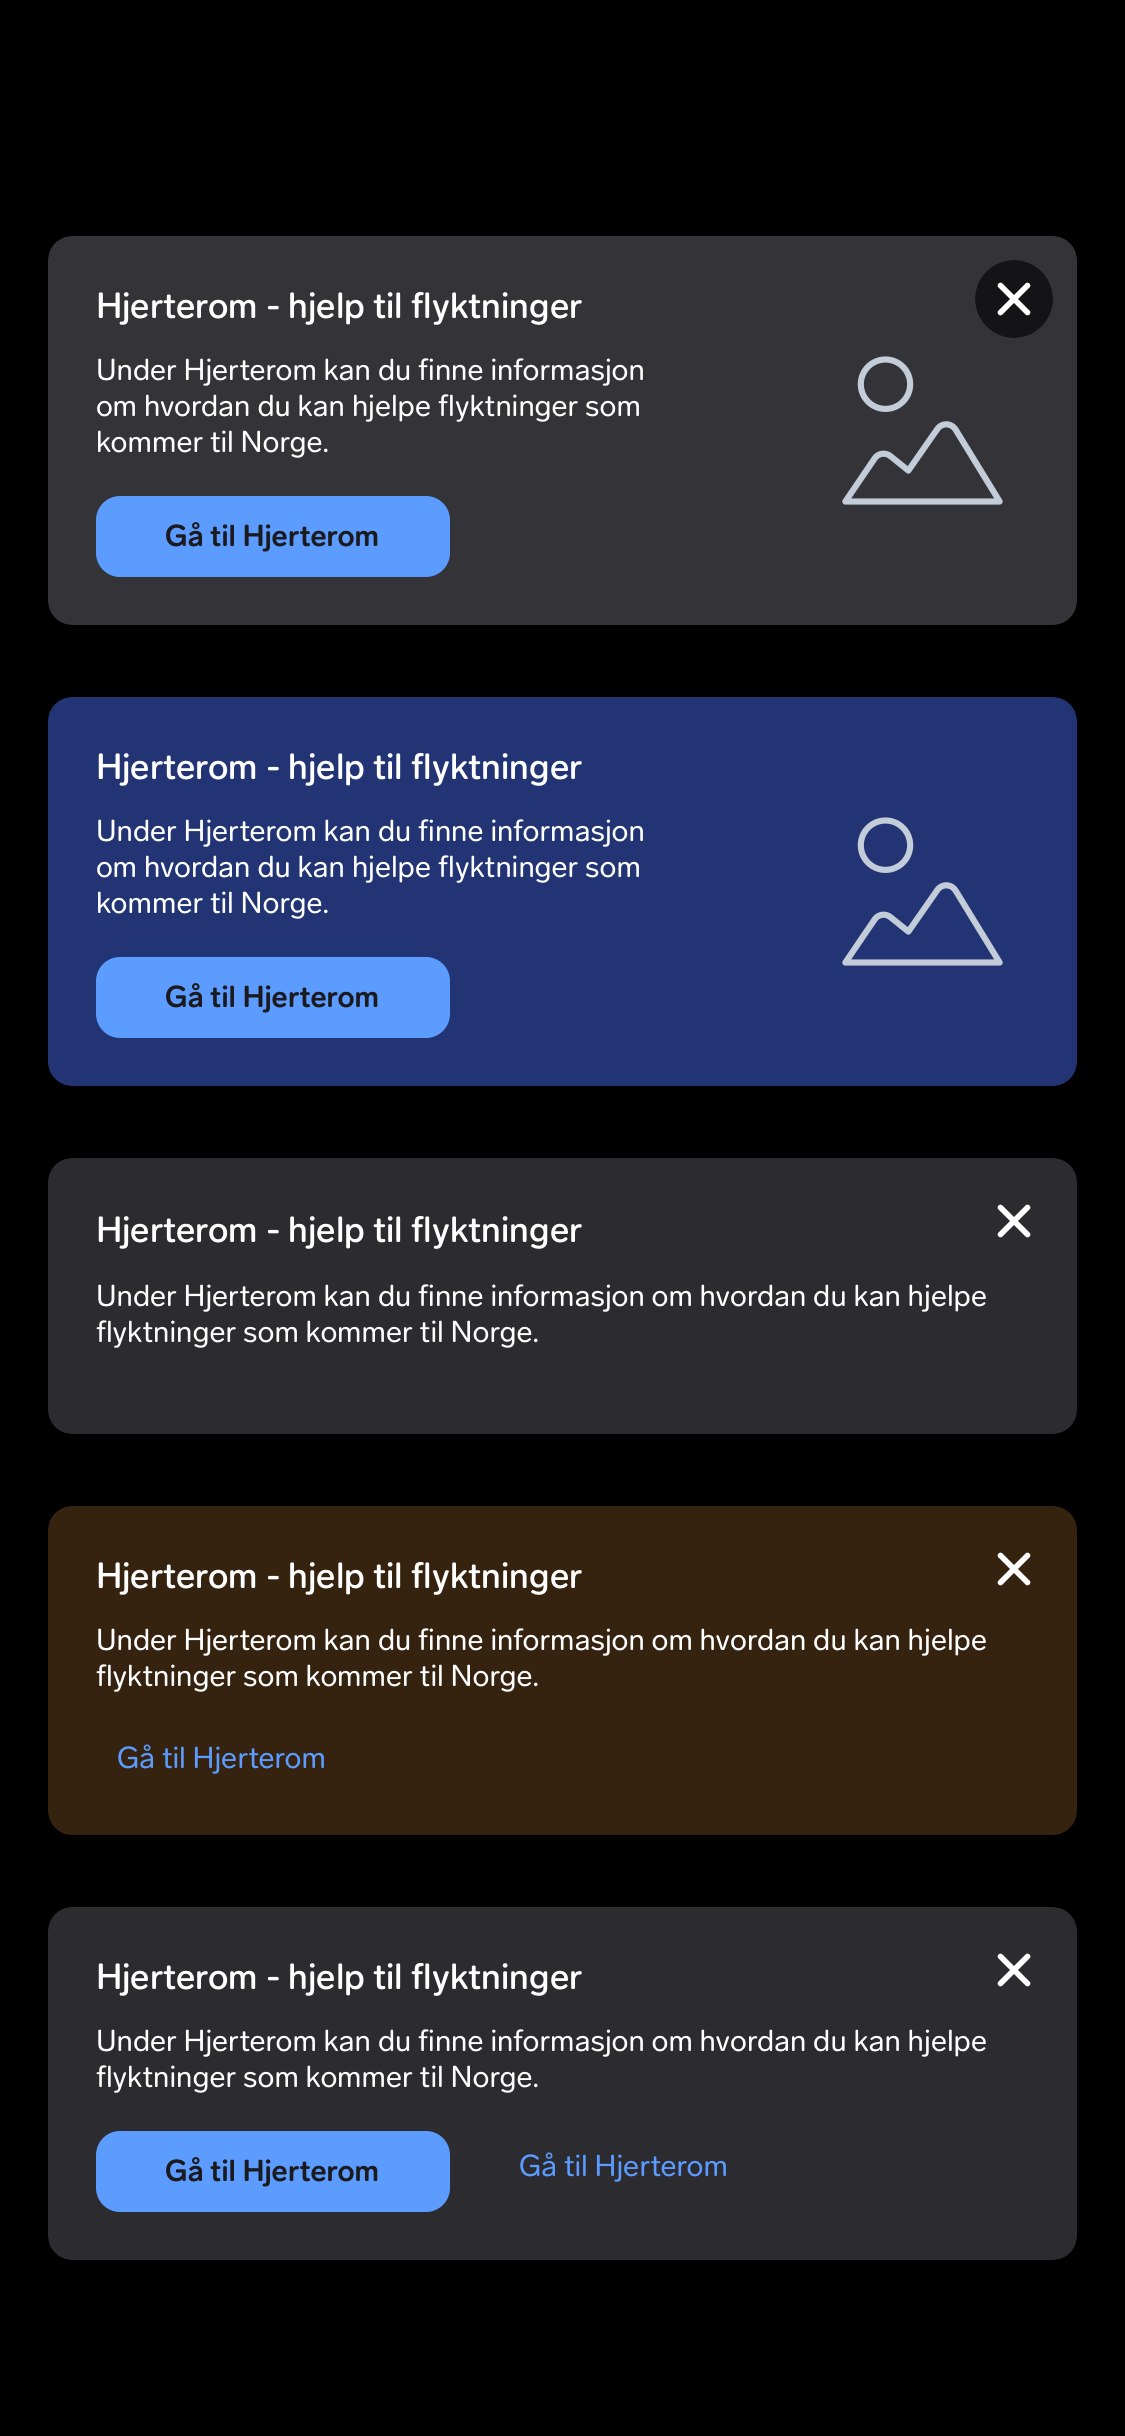 Hjerterom - hjelp til flyktninger
Under Hjerterom kan du finne informasjon
om hvordan du kan hjelpe flyktninger som
kommer til Norge.
Gå til Hjerterom
Hjerterom - hjelp til flyktninger
Under Hjerterom kan du finne informasjon
om hvordan du kan hjelpe flyktninger som
kommer til Norge.
Gå til Hjerterom
Hjerterom - hjelp til flyktninger
Under Hjerterom kan du finne informasjon om hvordan du kan hjelpe
flyktninger som kommer til Norge.
Hjerterom - hjelp til flyktninger
Under Hjerterom kan du finne informasjon om hvordan du kan hjelpe
flyktninger som kommer til Norge.
Gå til Hjerterom
Hjerterom - hjelp til flyktninger
Under Hjerterom kan du finne informasjon om hvordan du kan hjelpe
flyktninger som kommer til Norge.
Gå til Hjerterom
Gå til Hjerterom